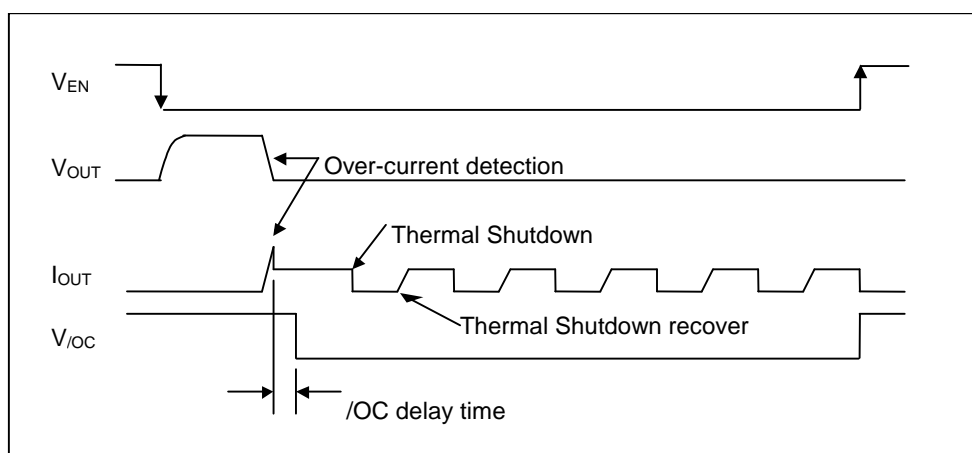 VEN
VOUT
Over-current detection
Thermal Shutdown
IOUT
Thermal Shutdown recover
V/OC
/OC delay time